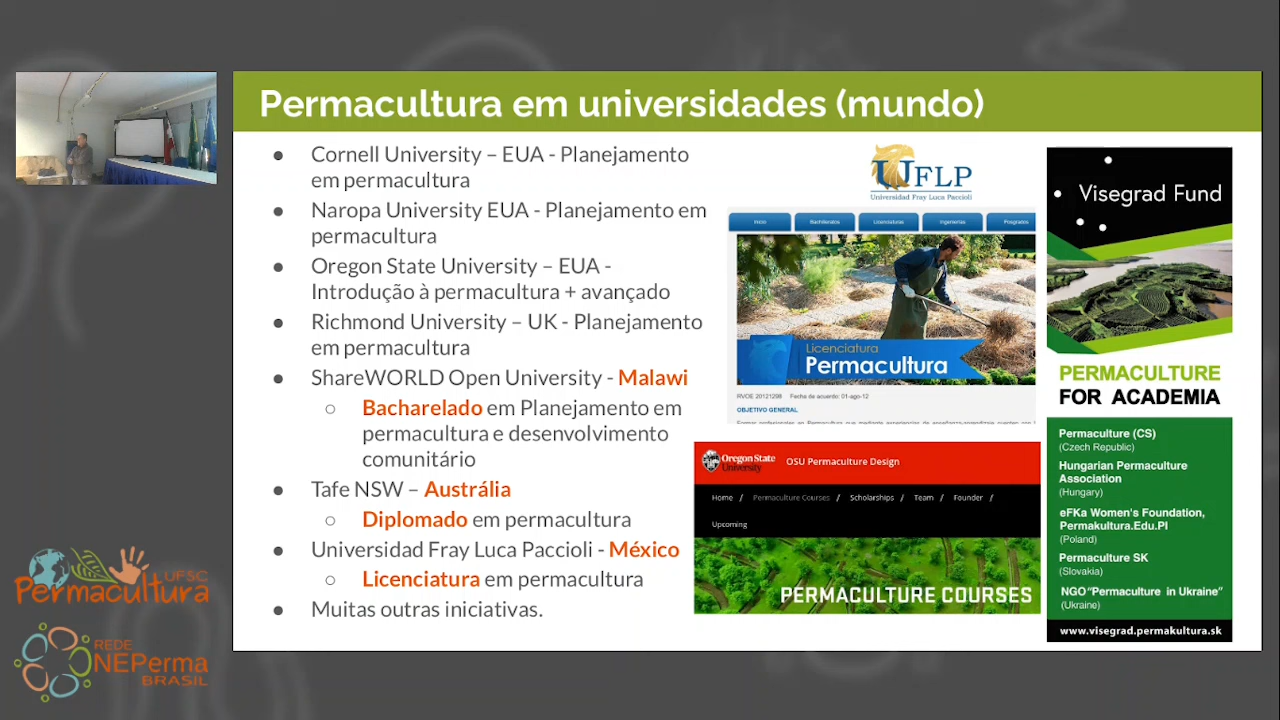 Permacultura em universidades (mundo)
● Cornell University – EUA - Planejamento
em permacultura
● Naropa University EUA - Planejamento em
permacultura
● Oregon State University – EUA -
Introdução à permacultura + avançado
● Richmond University – UK - Planejamento
em permacultura
● ShareWORLD Open University - Malawi
○ Bacharelado em Planejamento em
permacultura e desenvolvimento
comunitário
● Tafe NSW – Austrália
○ Diplomado em permacultura
● Universidad Fray Luca Paccioli - México
○ Licenciatura em permacultura
● Muitas outras iniciativas.
UFLP
Universidad Fray Luca Paccioli
Inicio Bachilleratos Licenciaturas Ingenierías Posgrados
Licenciatura
Permacultura
RVOE 20121298 Fecha de acuerdo: 01-ago-12
OBJETIVO GENERAL
Oregon State
University
OSU Permaculture Design
Home / Permaculture Courses / Scholarships / Team / Founder /
Upcoming
PERMACULTURE COURSES
Visegrad Fund
PERMACULTURE
FOR ACADEMIA
Permaculture (CS)
(Czech Republic)
Hungarian Permaculture
Association
(Hungary)
eFKa Women's Foundation,
Permakultura.Edu.Pl
(Poland)
Permaculture SK
(Slovakia)
NGO“Permaculture in Ukraine”
(Ukraine)
www.visegrad.permakultura.sk
UFSC
Permacultura
REDE
NEPerma
BRASIL